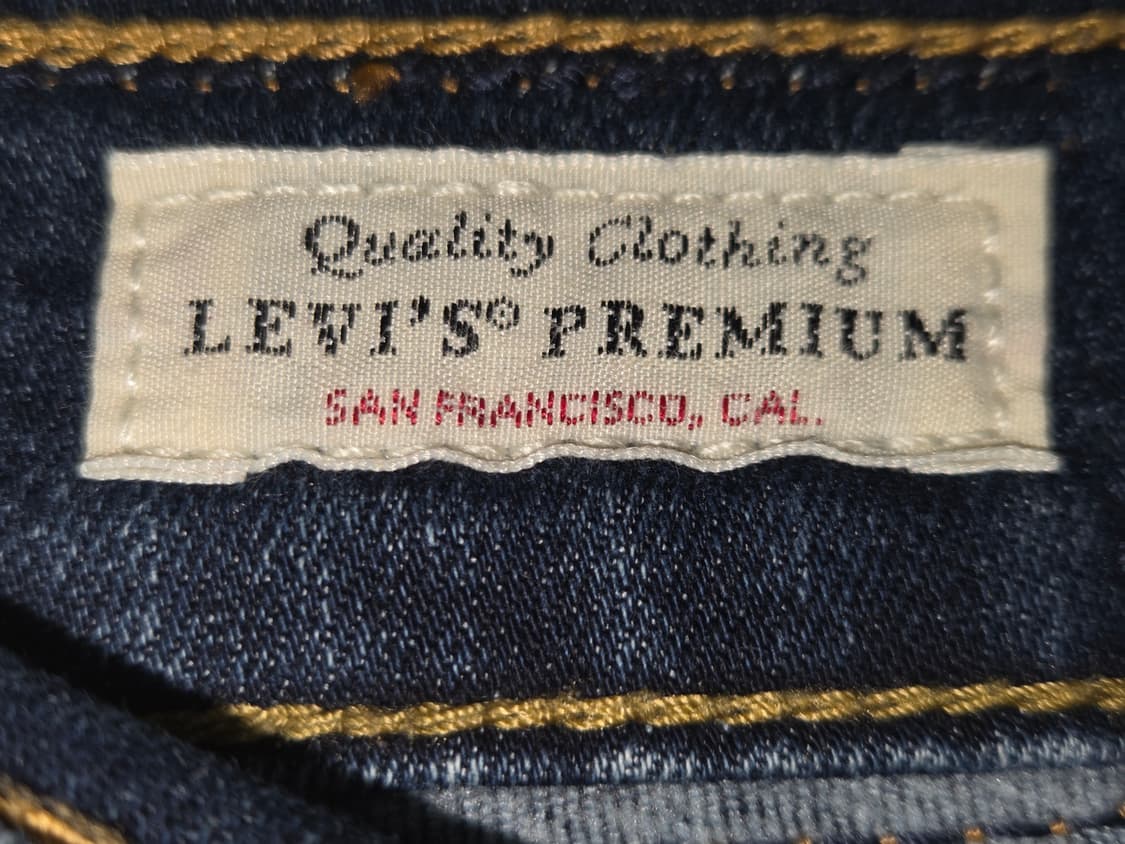 Quality Clothing
LEVI'S® PREMIUM
SAN FRANCISCO, CAL.